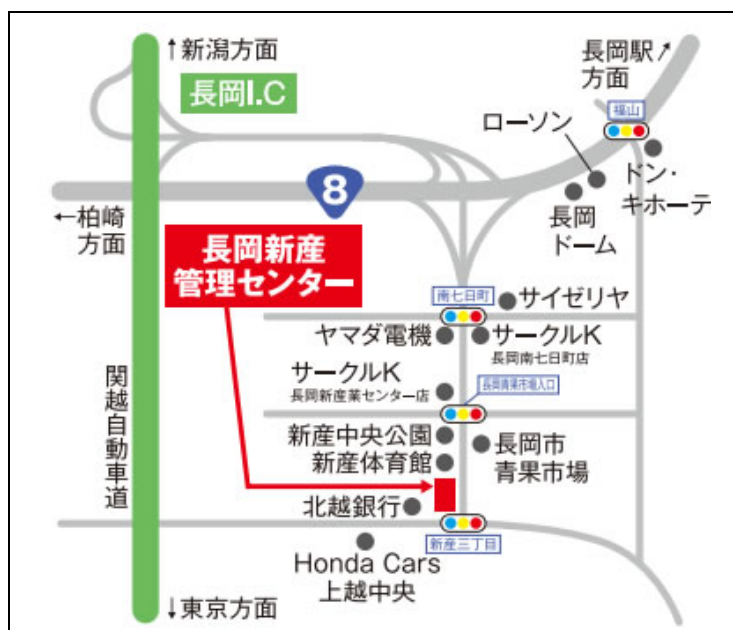 ↑新潟方面
長岡I.C
長岡駅↗
方面
福山
ローソン
ドン・
キホーテ
長岡
ドーム
8
←柏崎
方面
長岡新産
管理センター
南七日町
サイゼリヤ
ヤマダ電機
サークルK
長岡南七日町店
サークルK
長岡新産業センター店
長岡青果市場入口
新産中央公園
新産体育館
長岡市
青果市場
関越自動車道
北越銀行
新産三丁目
Honda Cars
上越中央
↓東京方面